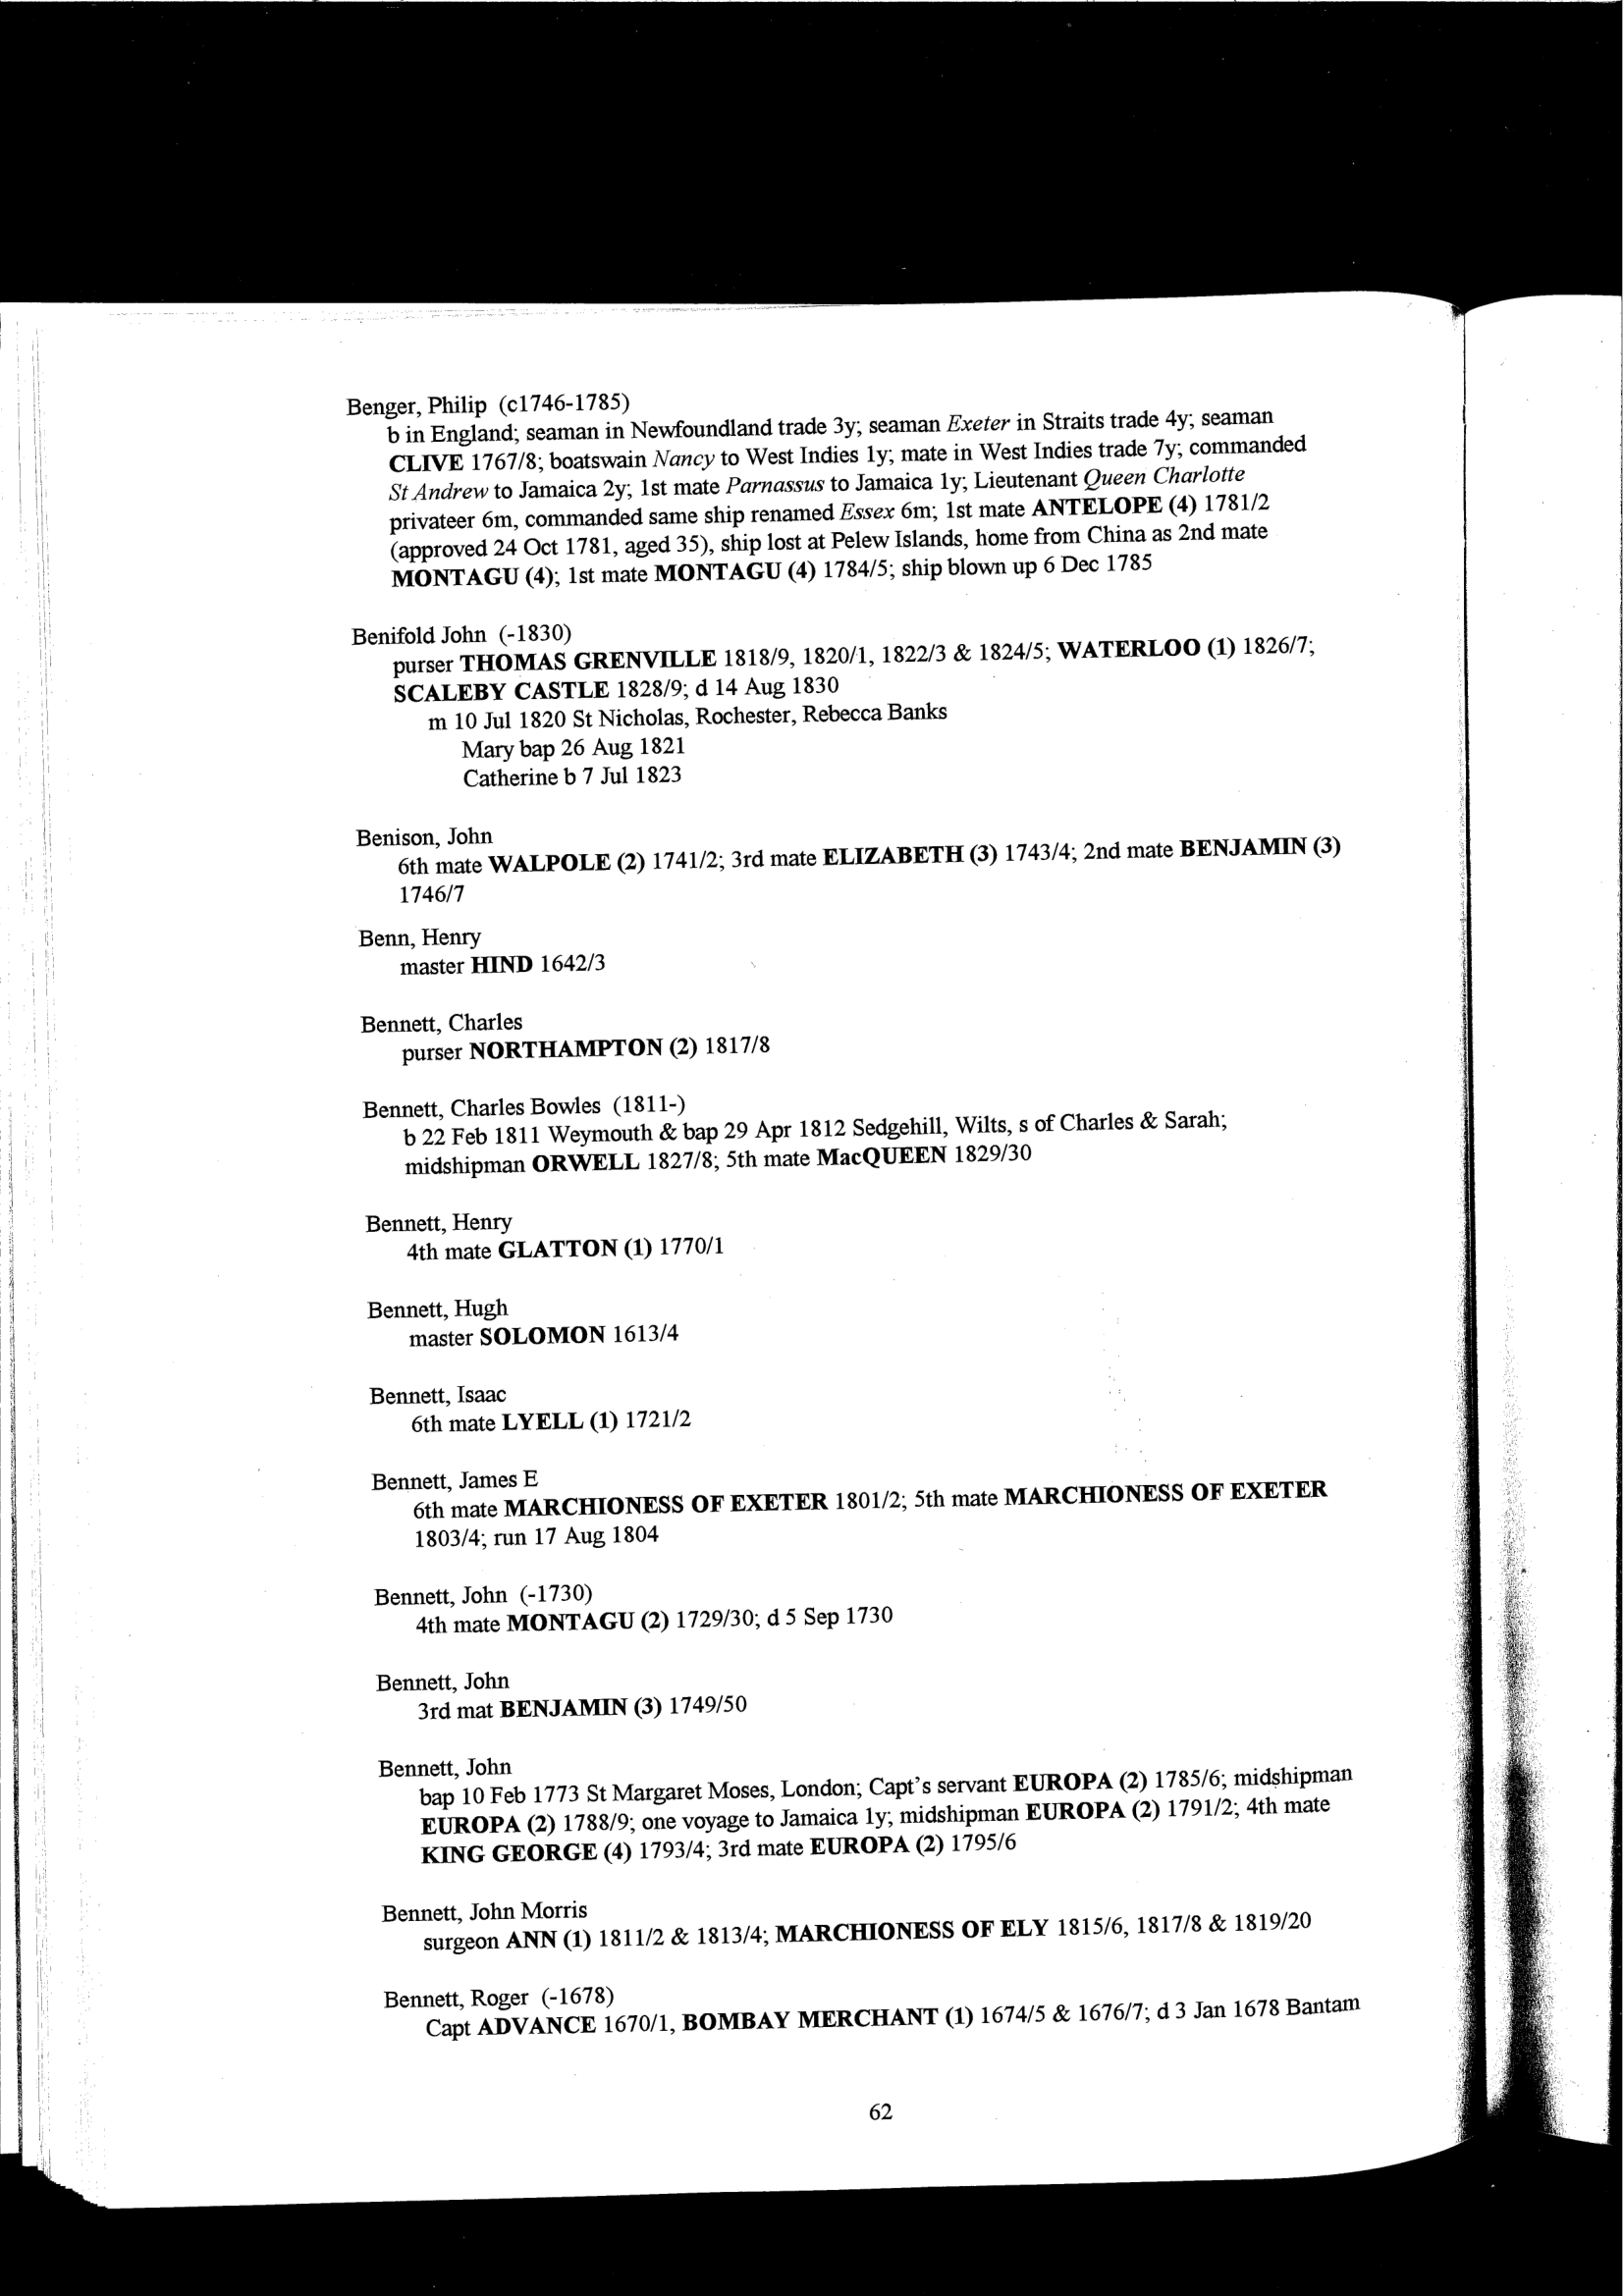 Benger, Philip (c1746-1785)
b in England; seaman in Newfoundland trade 3y; seaman Exeter in Straits trade 4y; seaman
CLIVE 1767/8; boatswain Nancy to West Indies 1y; mate in West Indies trade 7y; commanded
St Andrew to Jamaica 2y; 1st mate Parnassus to Jamaica 1y; Lieutenant Queen Charlotte
privateer 6m, commanded same ship renamed Essex 6m; 1st mate ANTELOPE (4) 1781/2
(approved 24 Oct 1781, aged 35), ship lost at Pelew Islands, home from China as 2nd mate
MONTAGU (4); 1st mate MONTAGU (4) 1784/5; ship blown up 6 Dec 1785
Benifold John (-1830)
purser THOMAS GRENVILLE 1818/9, 1820/1, 1822/3 & 1824/5; WATERLOO (1) 1826/7;
SCALEBY CASTLE 1828/9; d 14 Aug 1830
m 10 Jul 1820 St Nicholas, Rochester, Rebecca Banks
Mary bap 26 Aug 1821
Catherine b 7 Jul 1823
Benison, John
6th mate WALPOLE (2) 1741/2; 3rd mate ELIZABETH (3) 1743/4; 2nd mate BENJAMIN (3)
1746/7
Benn, Henry
master HIND 1642/3
Bennett, Charles
purser NORTHAMPTON (2) 1817/8
Bennett, Charles Bowles (1811-)
b 22 Feb 1811 Weymouth & bap 29 Apr 1812 Sedgehill, Wilts, s of Charles & Sarah;
midshipman ORWELL 1827/8; 5th mate MacQUEEN 1829/30
Bennett, Henry
4th mate GLATTON (1) 1770/1
Bennett, Hugh
master SOLOMON 1613/4
Bennett, Isaac
6th mate LYELL (1) 1721/2
Bennett, James E
6th mate MARCHIONESS OF EXETER 1801/2; 5th mate MARCHIONESS OF EXETER
1803/4; run 17 Aug 1804
Bennett, John (-1730)
4th mate MONTAGU (2) 1729/30; d 5 Sep 1730
Bennett, John
3rd mat BENJAMIN (3) 1749/50
Bennett, John
bap 10 Feb 1773 St Margaret Moses, London; Capt's servant EUROPA (2) 1785/6; midshipman
EUROPA (2) 1788/9; one voyage to Jamaica 1y; midshipman EUROPA (2) 1791/2; 4th mate
KING GEORGE (4) 1793/4; 3rd mate EUROPA (2) 1795/6
Bennett, John Morris
surgeon ANN (1) 1811/2 & 1813/4; MARCHIONESS OF ELY 1815/6, 1817/8 & 1819/20
Bennett, Roger (-1678)
Capt ADVANCE 1670/1, BOMBAY MERCHANT (1) 1674/5 & 1676/7; d 3 Jan 1678 Bantam
62